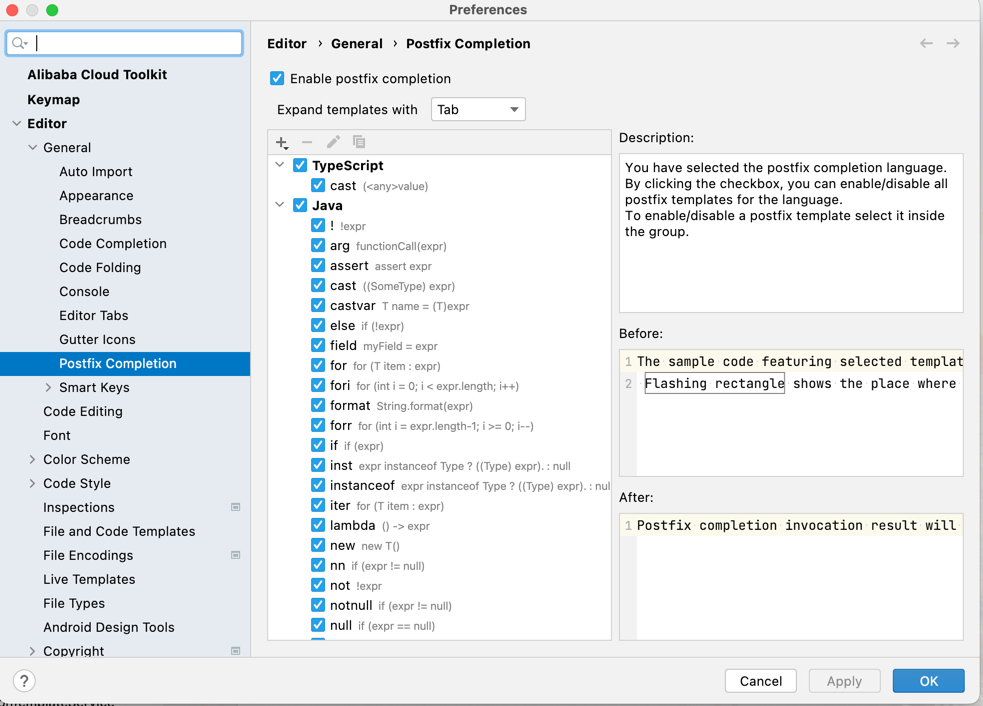 Preferences
Alibaba Cloud Toolkit
Keymap
Editor
General
Auto Import
Appearance
Breadcrumbs
Code Completion
Code Folding
Console
Editor Tabs
Gutter Icons
Postfix Completion
Smart Keys
Code Editing
Font
Color Scheme
Code Style
Inspections
File and Code Templates
File Encodings
Live Templates
File Types
Android Design Tools
Copyright
Editor › General › Postfix Completion
Enable postfix completion
Expand templates with Tab
TypeScript
cast (<any>value)
Java
! !expr
arg functionCall(expr)
assert assert expr
cast ((SomeType) expr)
castvar T name = (T)expr
else if (!expr)
field myField = expr
for for (T item : expr)
fori for (int i = 0; i < expr.length; i++)
format String.format(expr)
forr for (int i = expr.length-1; i >= 0; i--)
if if (expr)
inst expr instanceof Type ? ((Type) expr). : null
instanceof expr instanceof Type ? ((Type) expr). : nul
iter for (T item : expr)
lambda () -> expr
new new T()
nn if (expr != null)
not !expr
notnull if (expr != null)
null if (expr == null)
Description:
You have selected the postfix completion language.
By clicking the checkbox, you can enable/disable all
postfix templates for the language.
To enable/disable a postfix template select it inside
the group.
Before:
1 The sample code featuring selected templat
2 Flashing rectangle shows the place where
After:
1 Postfix completion invocation result will
? Cancel Apply OK